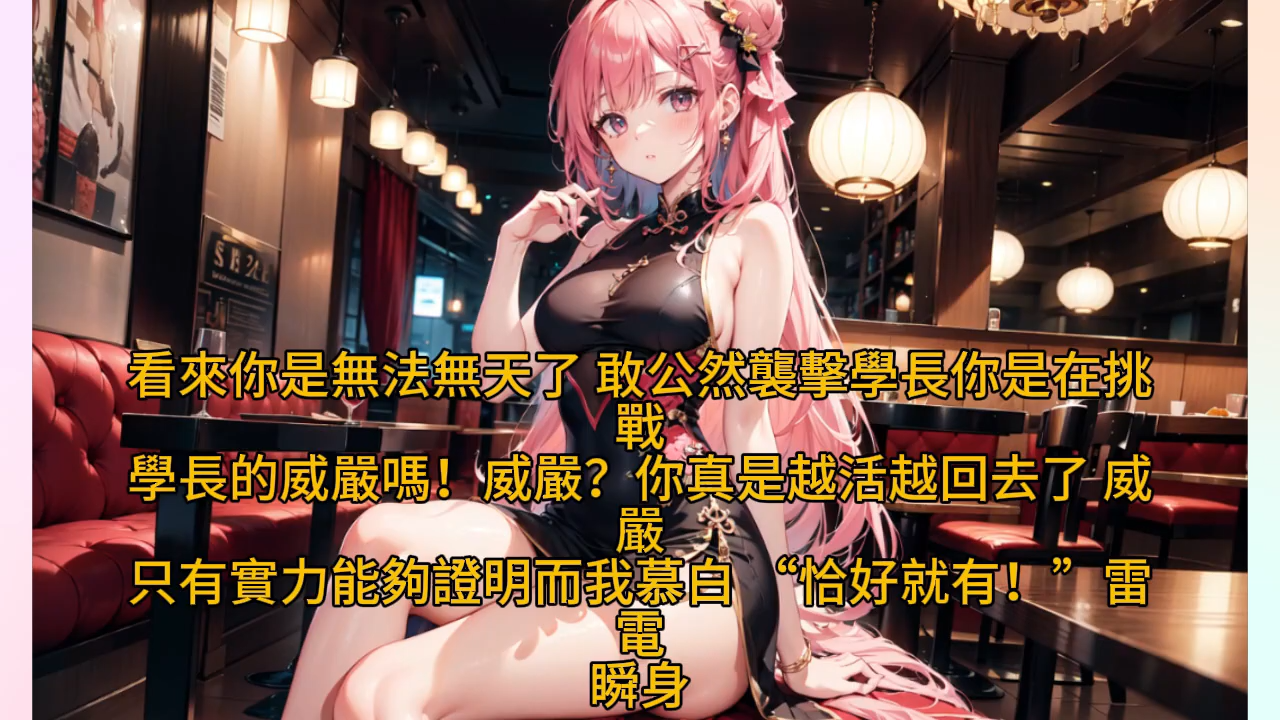 看來你是無法無天了 敢公然襲擊學長你是在挑
戰
學長的威嚴嗎！威嚴？你真是越活越回去了 威
嚴
只有實力能夠證明而我慕白 “恰好就有！”雷
電
瞬身